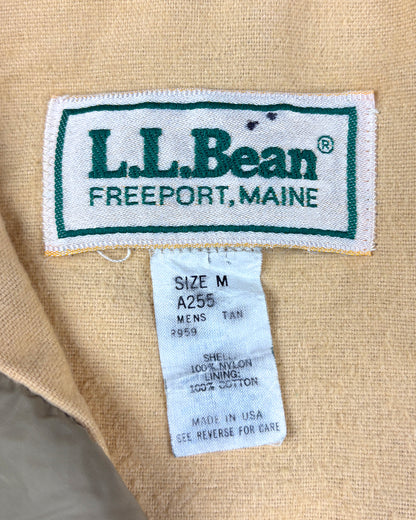 L.L.Bean®
FREEPORT, MAINE
SIZE M
A255
MENS TAN
R959
SHELL:
100% NYLON
LINING:
100% COTTON
MADE IN USA
SEE REVERSE FOR CARE